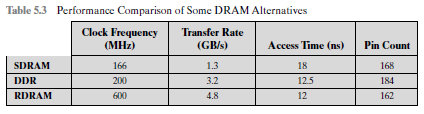 Table 5.3 Performance Comparison of Some DRAM Alternatives
Clock Frequency (MHz) Transfer Rate (GB/s) Access Time (ns) Pin Count
SDRAM 166 1.3 18 168
DDR 200 3.2 12.5 184
RDRAM 600 4.8 12 162